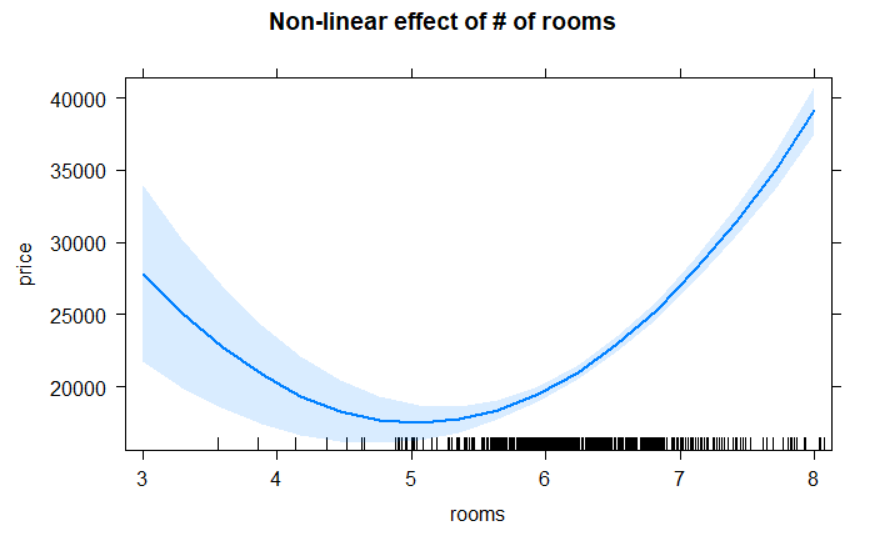 Non-linear effect of # of rooms
40000
35000
30000
25000
20000
price
3 4 5 6 7 8
rooms